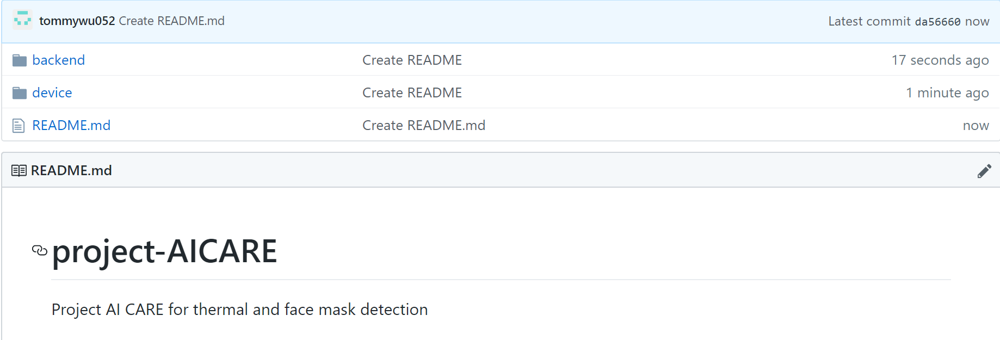 tommywu052 Create README.md Latest commit da56660 now
backend Create README 17 seconds ago
device Create README 1 minute ago
README.md Create README.md now
README.md
project-AICARE
Project AI CARE for thermal and face mask detection